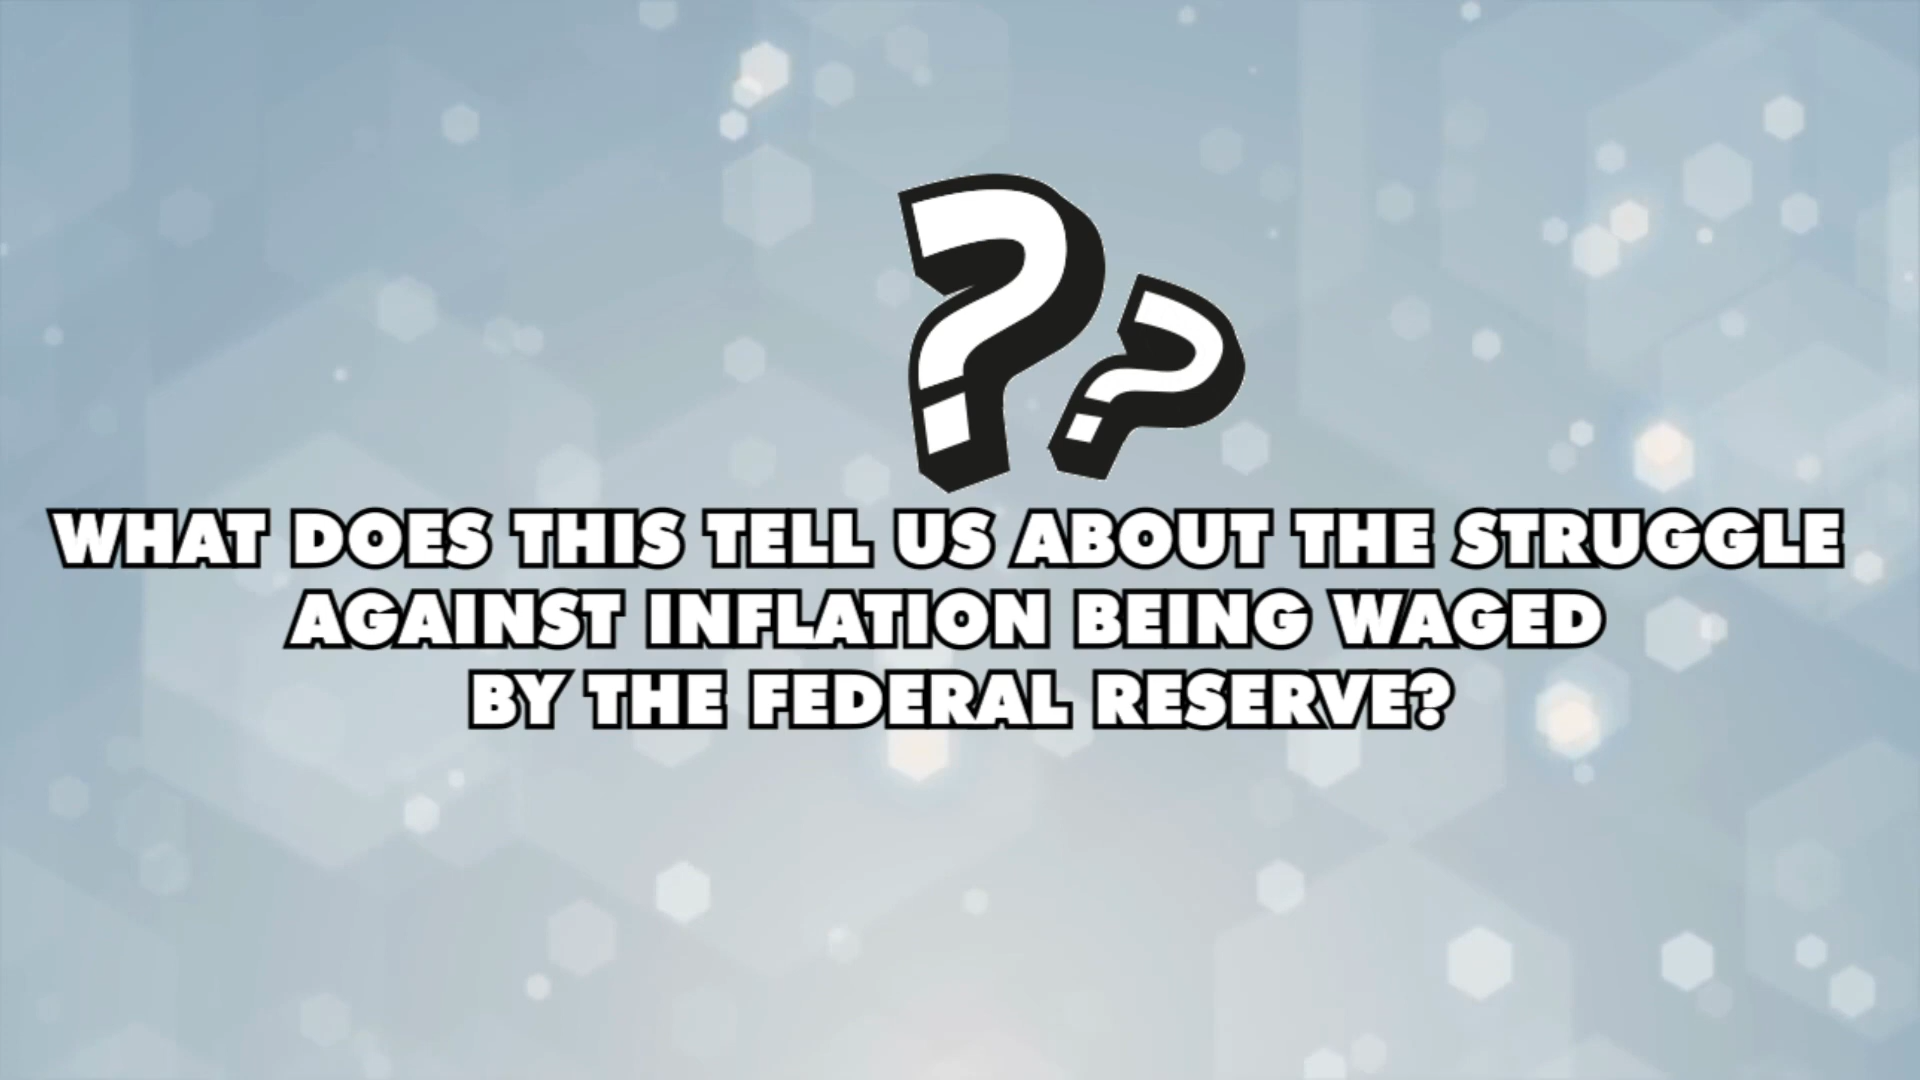 ??
WHAT DOES THIS TELL US ABOUT THE STRUGGLE
AGAINST INFLATION BEING WAGED
BY THE FEDERAL RESERVE?